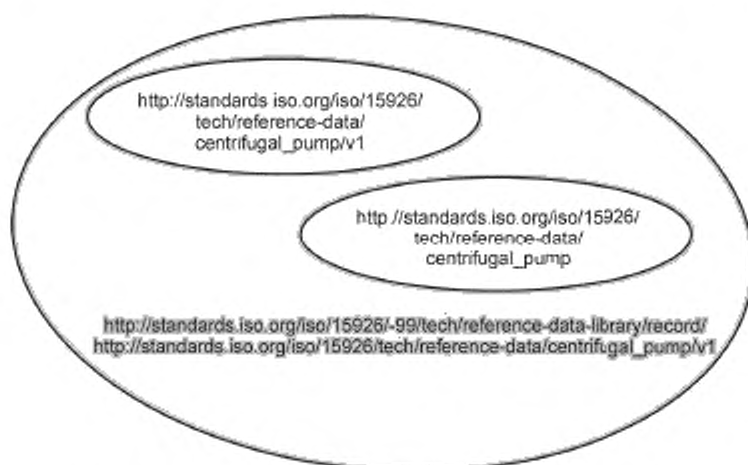 http://standards iso.org/iso/15926/
tech/reference-data/
centrifugal_pump/v1
http://standards.iso.org/iso/15926/
tech/reference-data/
centrifugal_pump
http://standards.iso.org/iso/15926/-99/tech/reference-data-library/record/
http://standards.iso.org/iso/15926/tech/reference-data/centrifugal_pump/v1